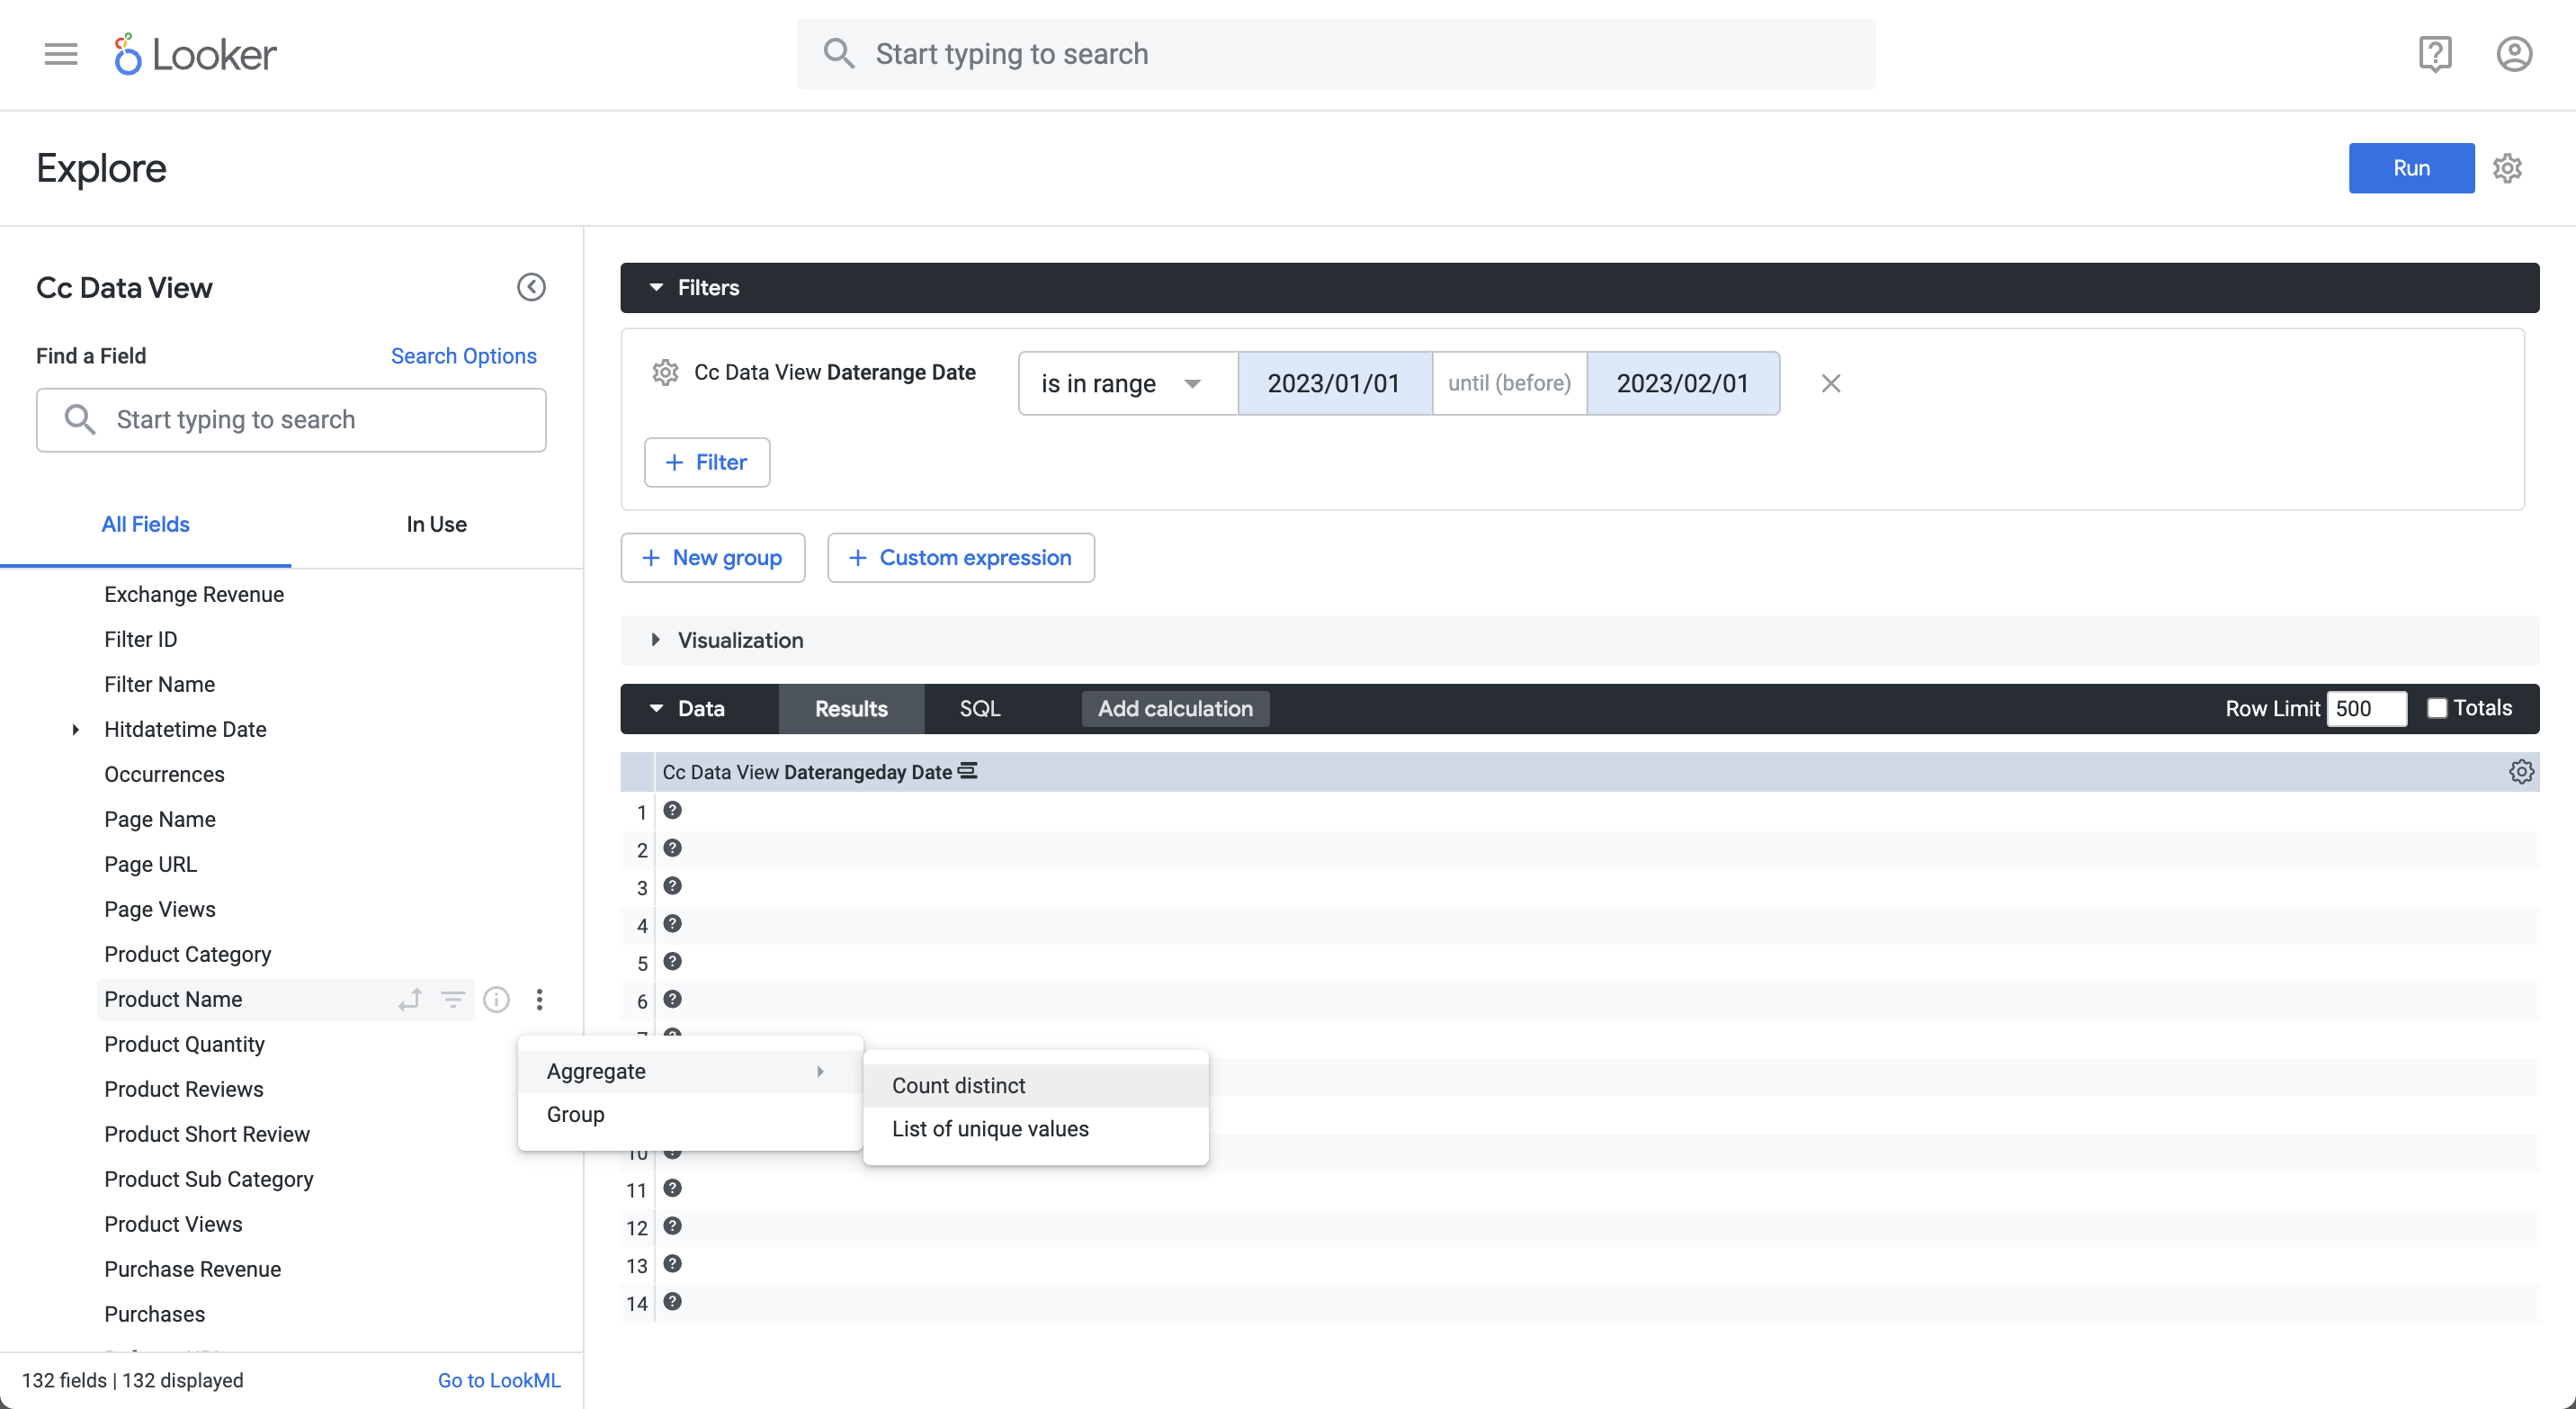 Looker
Start typing to search
Explore
Run
Cc Data View
Find a Field
Search Options
Start typing to search
All Fields
In Use
Exchange Revenue
Filter ID
Filter Name
Hitdatetime Date
Occurrences
Page Name
Page URL
Page Views
Product Category
Product Name
Product Quantity
Product Reviews
Product Short Review
Product Sub Category
Product Views
Purchase Revenue
Purchases
132 fields | 132 displayed
Go to LookML
Aggregate
Group
Count distinct
List of unique values
Filters
Cc Data View Daterange Date
is in range
2023/01/01
until (before)
2023/02/01
+ Filter
+ New group
+ Custom expression
Visualization
Data
Results
SQL
Add calculation
Row Limit 500
Totals
Cc Data View Daterangeday Date
1
2
3
4
5
6
10
11
12
13
14